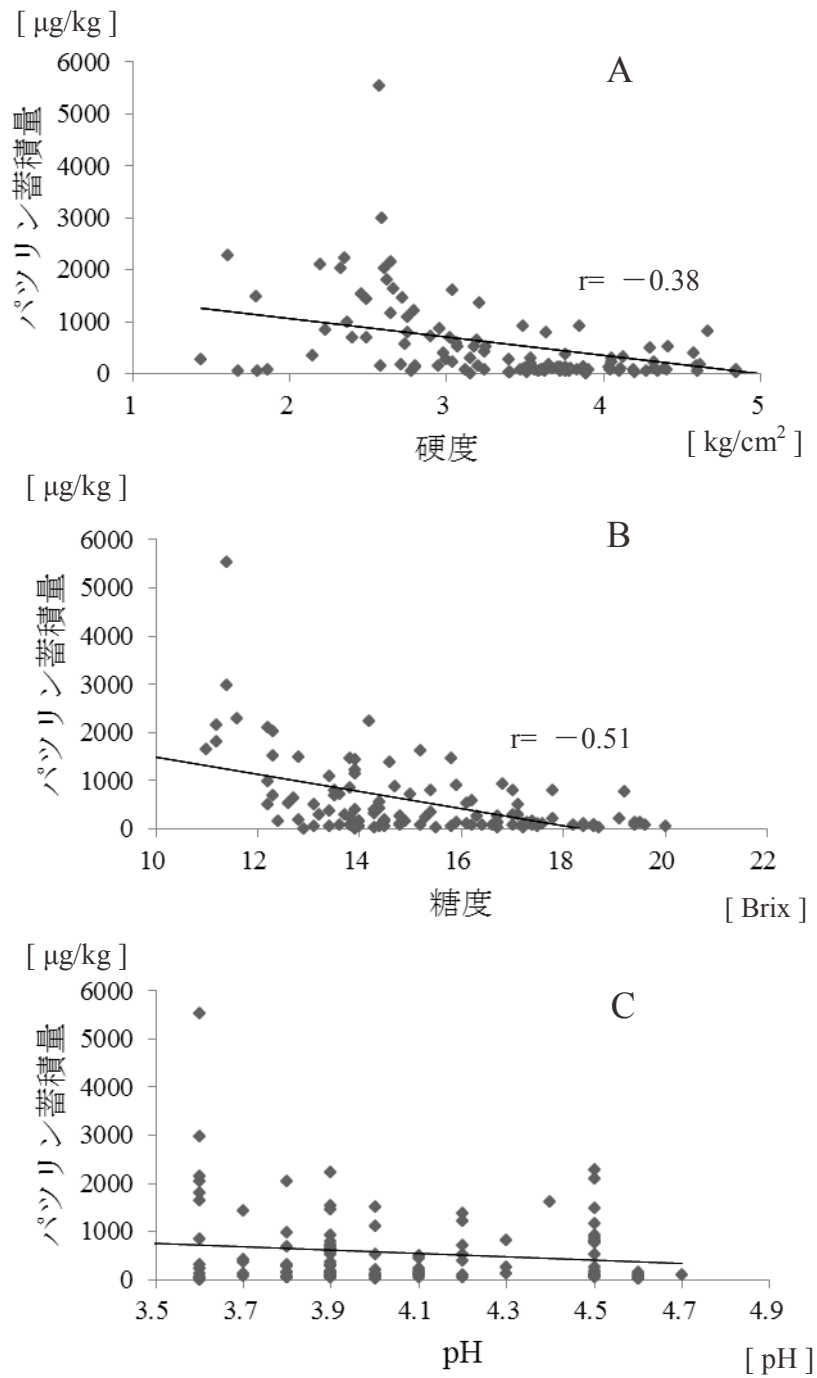 [ μg/kg ]
A
パツリン蓄積量
6000
5000
4000
3000
2000
1000
0
r= －0.38
1
2
3
4
5
硬度
[ kg/cm² ]
[ μg/kg ]
B
パツリン蓄積量
6000
5000
4000
3000
2000
1000
0
r= －0.51
10
12
14
16
18
20
22
糖度
[ Brix ]
[ μg/kg ]
C
パツリン蓄積量
6000
5000
4000
3000
2000
1000
0
3.5
3.7
3.9
4.1
4.3
4.5
4.7
4.9
pH
[ pH ]